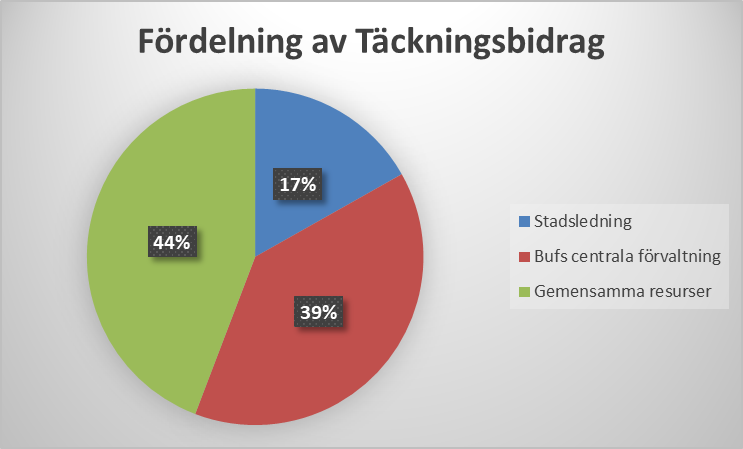 Fördelning av Täckningsbidrag
17%
44%
39%
Stadsledning
Bufs centrala förvaltning
Gemensamma resurser